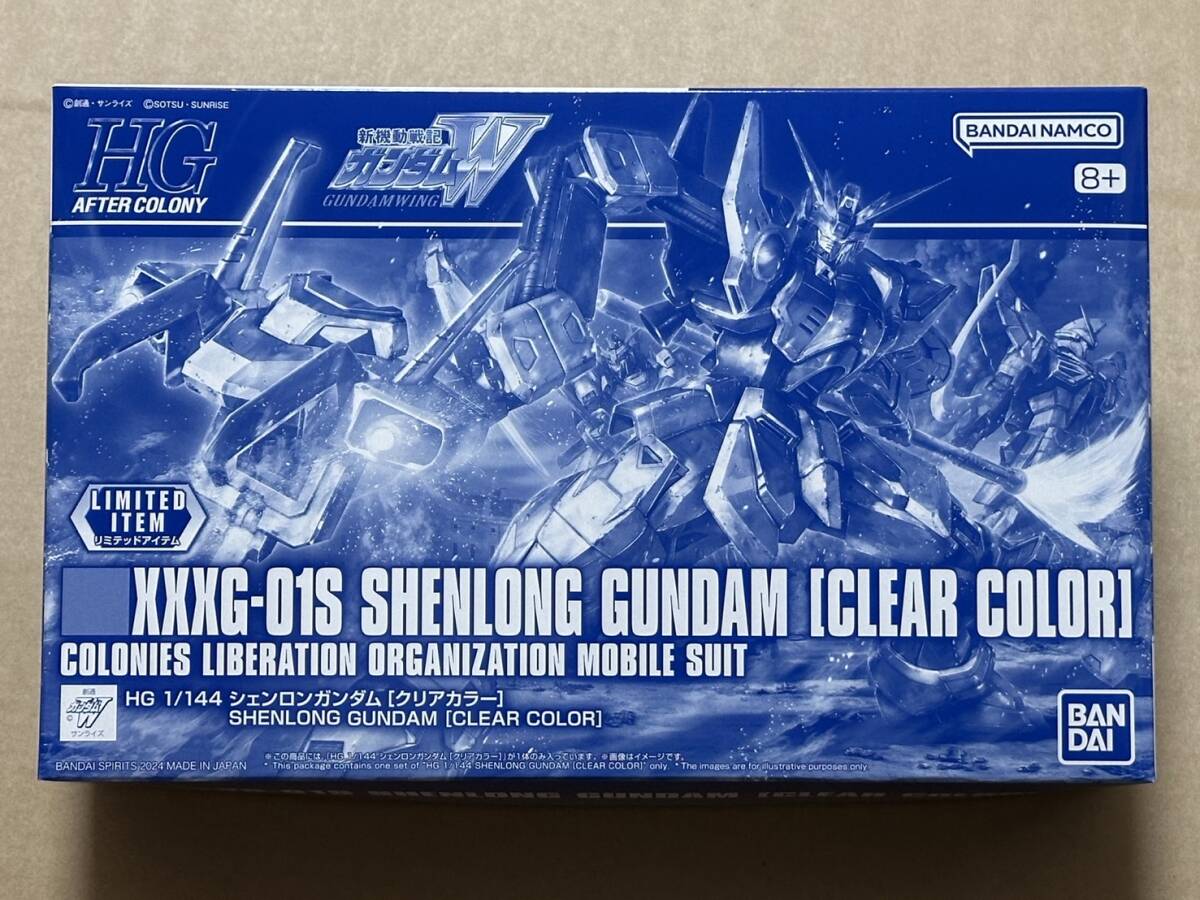 ©創通・サンライズ ©SOTSU・SUNRISE
HG
AFTER COLONY
新機動戦記
ガンダムW
GUNDAMWING
BANDAI NAMCO
8+
LIMITED
ITEM
リミテッドアイテム
XXXG-01S SHENLONG GUNDAM [CLEAR COLOR]
COLONIES LIBERATION ORGANIZATION MOBILE SUIT
創通
ガンダムW
©
サンライズ
HG 1/144 シェンロンガンダム [クリアカラー]
SHENLONG GUNDAM [CLEAR COLOR]
BAN
DAI
※この商品には、「HG 1/144 シェンロンガンダム [クリアカラー]」が1体のみ入っています。※画像はイメージです。
BANDAI SPIRITS 2024 MADE IN JAPAN
* This package contains one set of "HG 1/144 SHENLONG GUNDAM [CLEAR COLOR]" only. * The images are for illustrative purposes only.